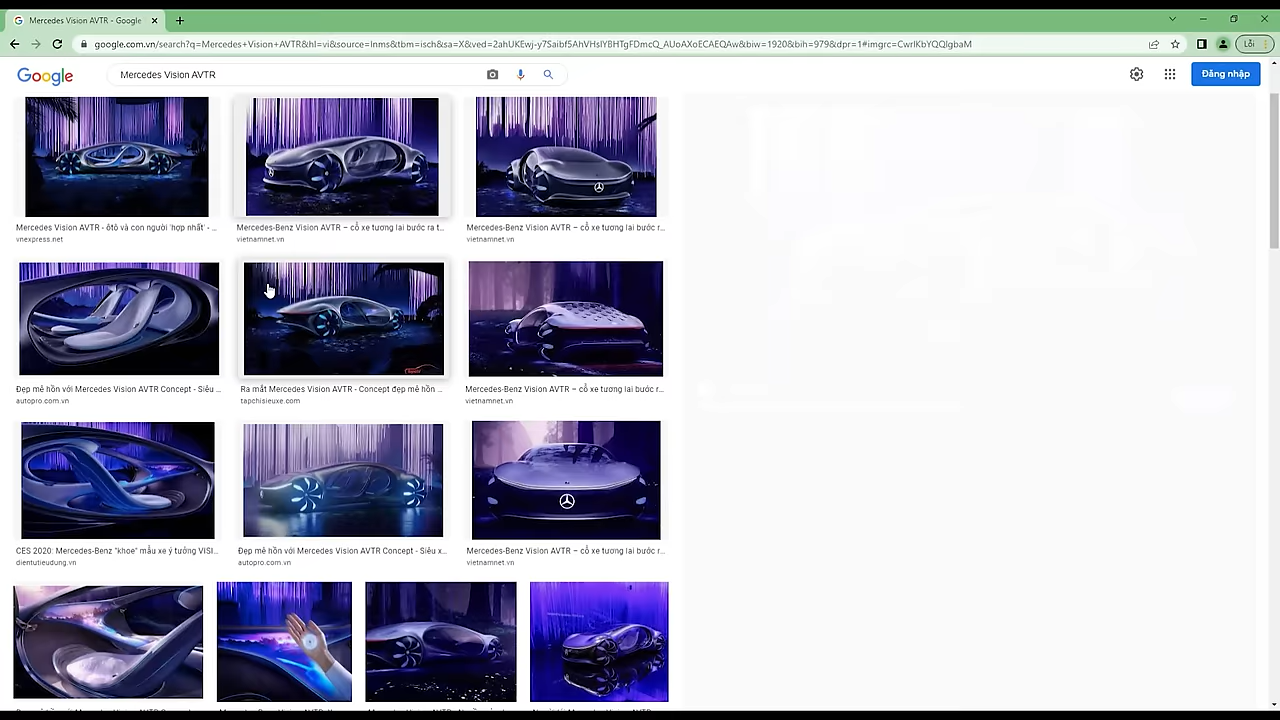 Mercedes Vision AVTR - Google
google.com.vn/search?q=Mercedes+Vision+AVTR&hl=vi&source=lnms&tbm=isch&sa=X&ved=2ahUKEwj-y7Saibf5AhVHslYBHTgFDmcQ_AUoAXoECAEQAw&biw=1920&bih=979&dpr=1#imgrc=CwrlKbYQQlgbaM
Lỗi
Google
Mercedes Vision AVTR
Đăng nhập
Mercedes Vision AVTR - ôtô và con người 'hợp nhất' - ...
Mercedes-Benz Vision AVTR – cỗ xe tương lai bước ra t...
Mercedes-Benz Vision AVTR – cỗ xe tương lai bước r...
vnexpress.net
vietnamnet.vn
vietnamnet.vn
Đẹp mê hồn với Mercedes Vision AVTR Concept - Siêu ...
Ra mắt Mercedes Vision AVTR - Concept đẹp mê hồn ...
Mercedes-Benz Vision AVTR – cỗ xe tương lai bước r...
autopro.com.vn
tapchisieuxe.com
vietnamnet.vn
CES 2020: Mercedes-Benz "khoe" mẫu xe ý tưởng VISI...
Đẹp mê hồn với Mercedes Vision AVTR Concept - Siêu x...
Mercedes-Benz Vision AVTR – cỗ xe tương lai bước r...
dientutieudung.vn
autopro.com.vn
vietnamnet.vn